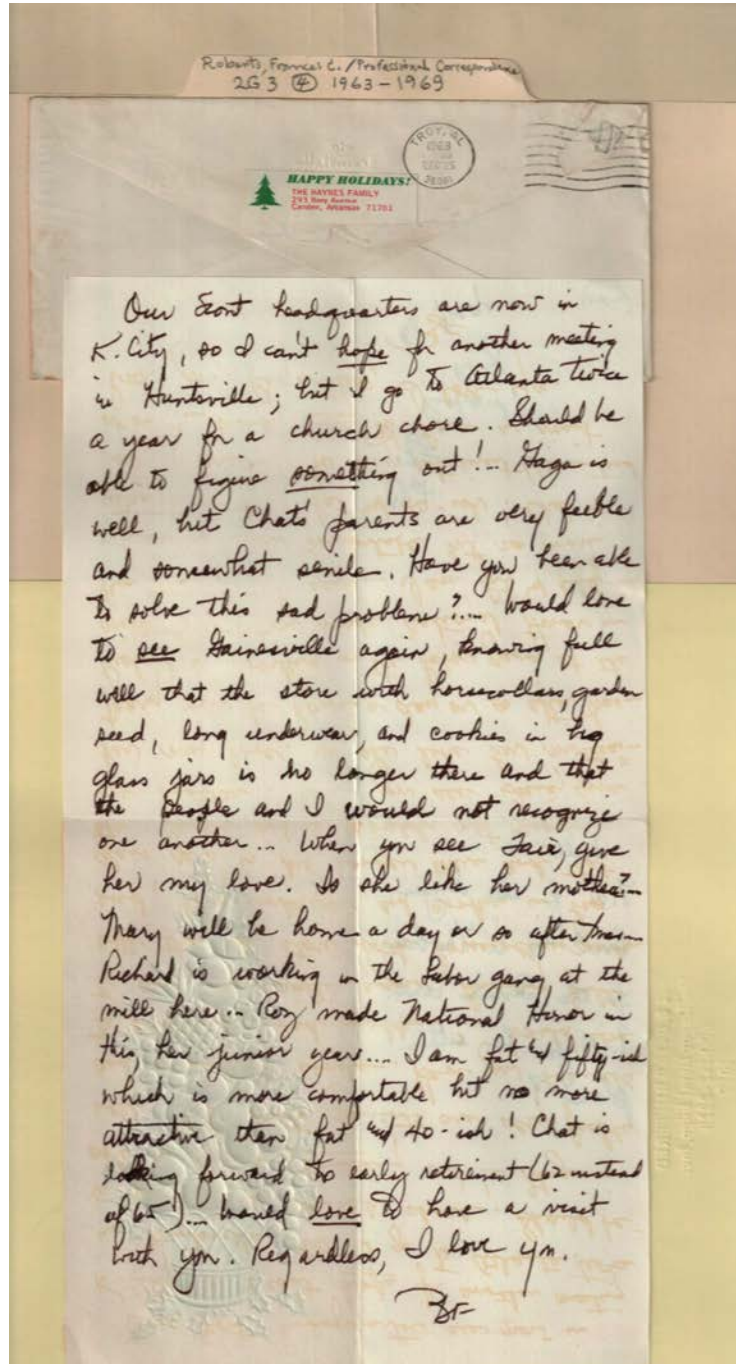 Roberts, Frances C. / Professional Correspondence
2G3 ④ 1963-1969
TROY, AL
HAPPY HOLIDAYS!
THE HAYNES FAMILY
293 Avenue
Camden, Arkansas 71701
Our Scout headquarters are now in
K. City, so I can't hope for another meeting
in Huntsville; but I go to Atlanta twice
a year for a church chore. Should be
able to figure something out!... Gaga is
well, but Chat's parents are very feeble
and somewhat senile. Have you been able
to solve this sad problem?... Would love
to see Gainesville again, knowing full
well that the store with horsecollars, garden
seed, long underwear, and cookies in big
glass jars is no longer there and that
the people and I would not recognize
one another... When you see Fair, give
her my love. Is she like her mother?...
Mary will be home a day or so after Xmas...
Richard is working in the labor gang at the
mill here... Roz made National Honor in
this, her junior year.... I am fat and fifty-ish
which is more comfortable but no more
attractive than fat and 40-ish! Chat is
looking forward to early retirement (62 instead
of 65)... Would love to have a visit
with you. Regardless, I love you.